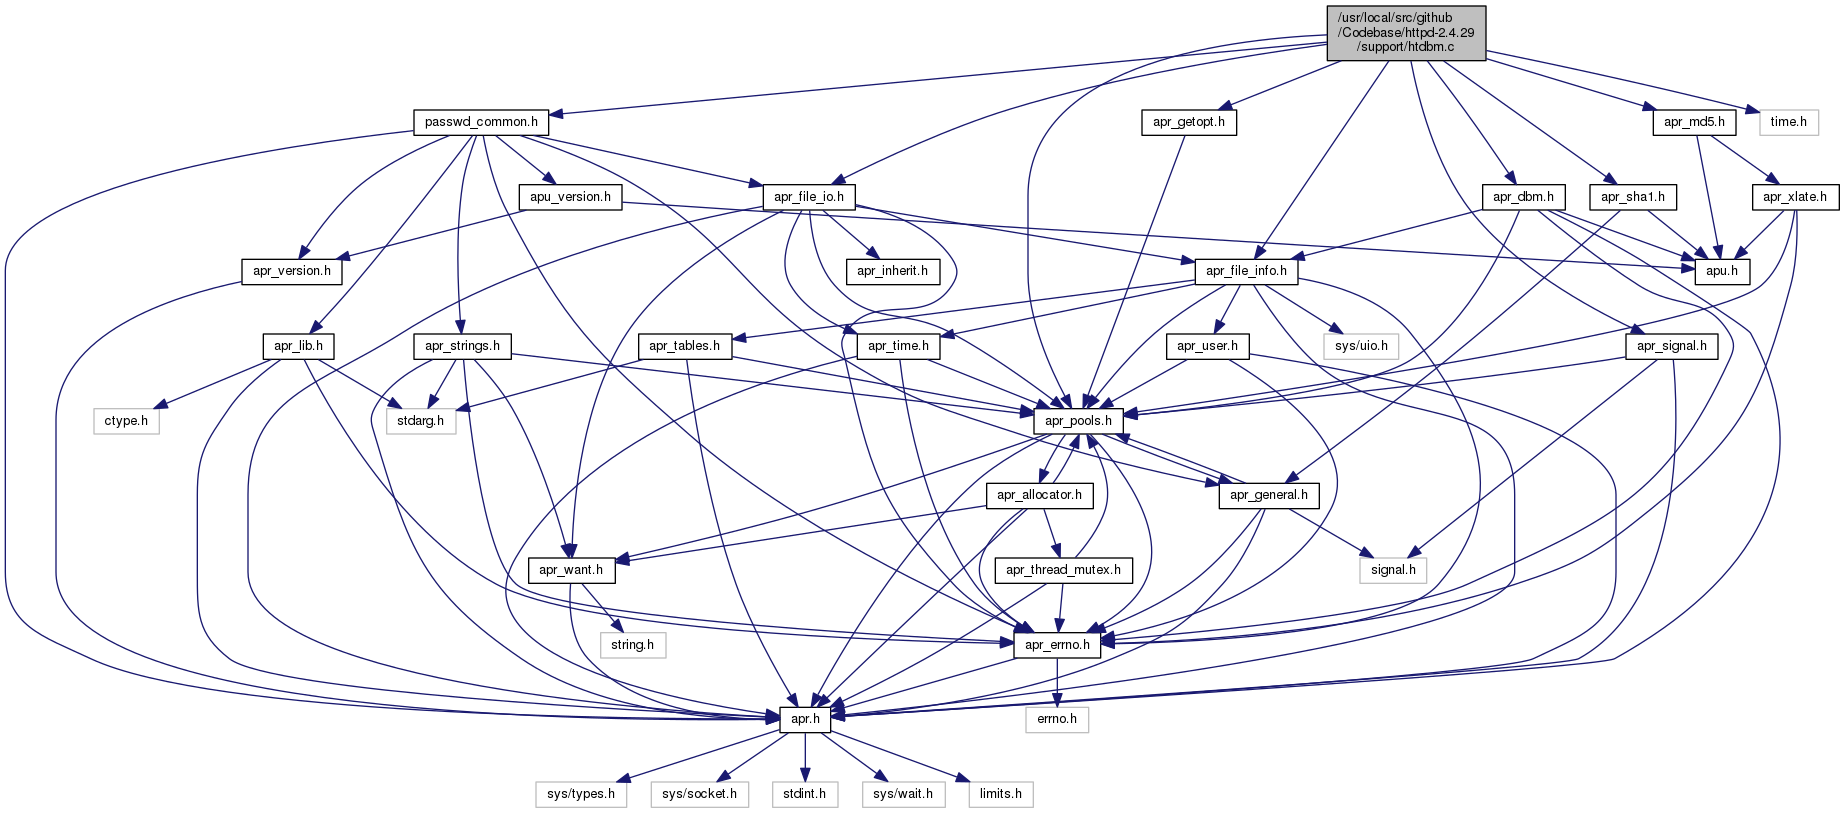 /usr/local/src/github
/Codebase/httpd-2.4.29
/support/htdbm.c
passwd_common.h
apr_getopt.h
apr_md5.h
time.h
apu_version.h
apr_file_io.h
apr_dbm.h
apr_sha1.h
apr_xlate.h
apr_version.h
apr_inherit.h
apr_file_info.h
apu.h
apr_lib.h
apr_strings.h
apr_tables.h
apr_time.h
apr_user.h
sys/uio.h
apr_signal.h
ctype.h
stdarg.h
apr_pools.h
apr_allocator.h
apr_general.h
apr_want.h
apr_thread_mutex.h
signal.h
string.h
apr_errno.h
apr.h
errno.h
sys/types.h
sys/socket.h
stdint.h
sys/wait.h
limits.h